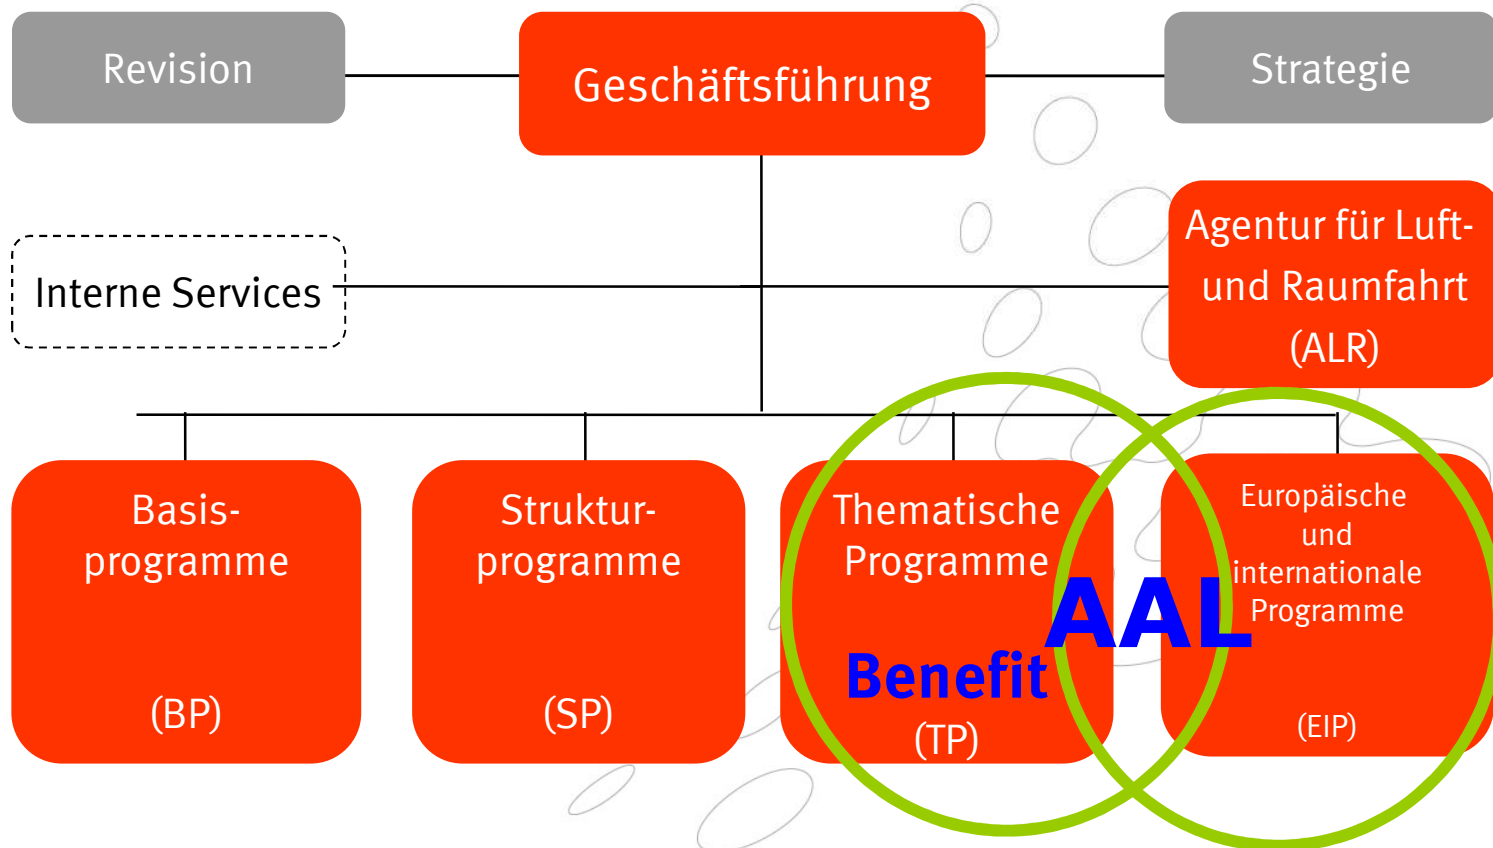 Revision
Geschäftsführung
Strategie
Agentur für Luft-
und Raumfahrt
(ALR)
Interne Services
Basis-
programme
(BP)
Struktur-
programme
(SP)
Thematische
Programme
Benefit
(TP)
AAL
Europäische
und
internationale
Programme
(EIP)